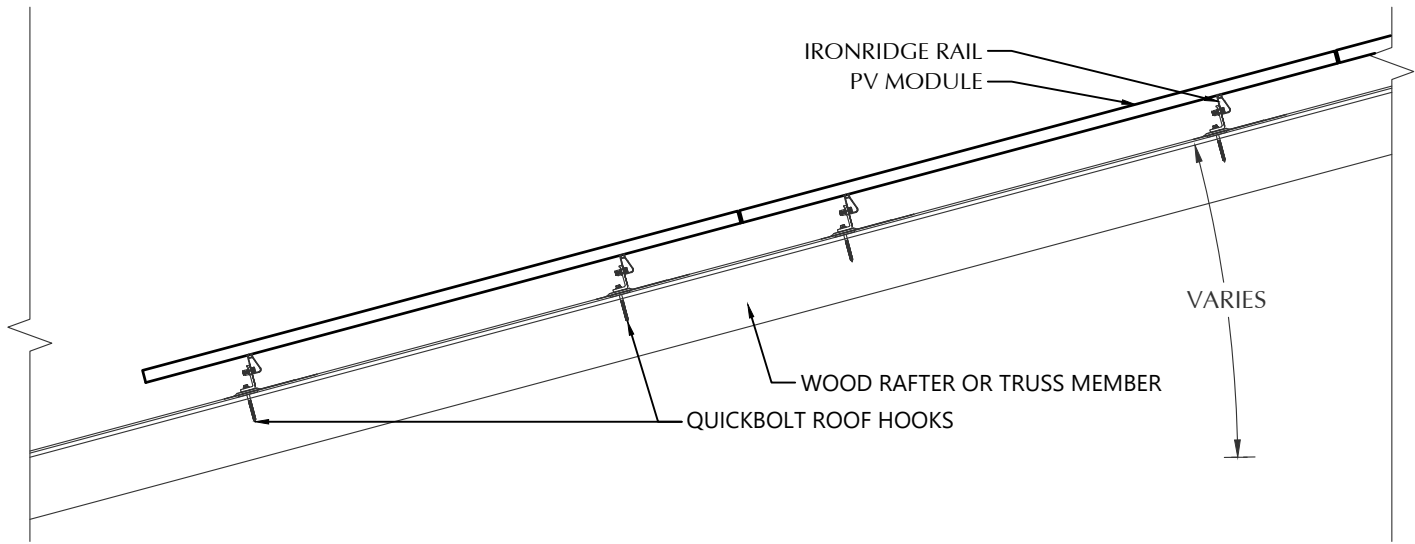 IRONRIDGE RAIL
PV MODULE
VARIES
WOOD RAFTER OR TRUSS MEMBER
QUICKBOLT ROOF HOOKS